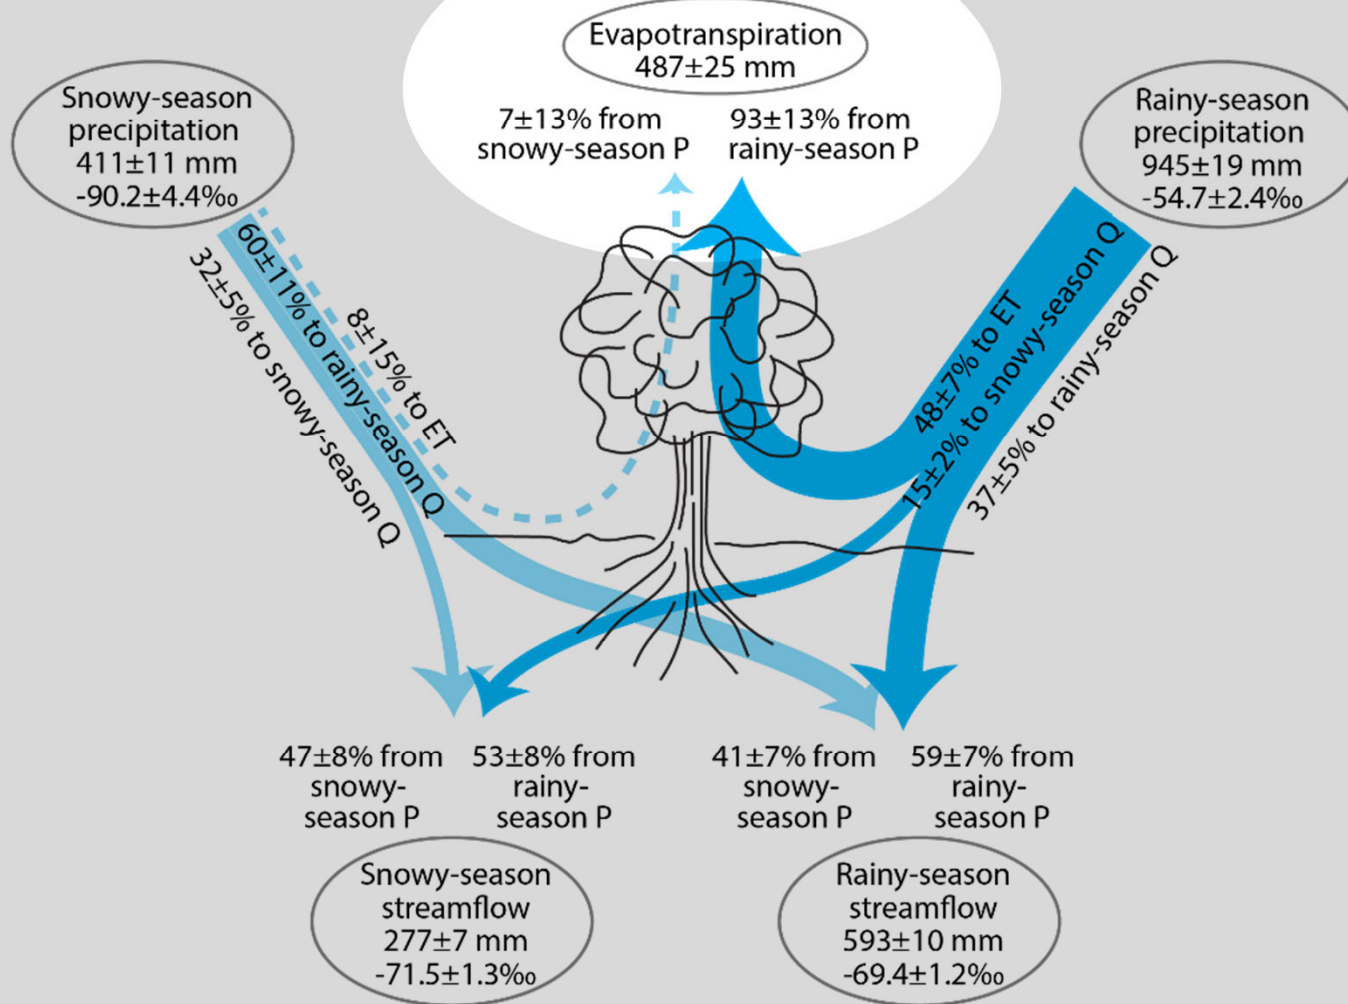 Evapotranspiration
487±25 mm
7±13% from
snowy-season P
93±13% from
rainy-season P
Snowy-season
precipitation
411±11 mm
-90.2±4.4‰
Rainy-season
precipitation
945±19 mm
-54.7±2.4‰
32±5% to snowy-season Q
60±11% to rainy-season Q
8±15% to ET
48±7% to ET
15±2% to snowy-season Q
37±5% to rainy-season Q
47±8% from
snowy-
season P
53±8% from
rainy-
season P
41±7% from
snowy-
season P
59±7% from
rainy-
season P
Snowy-season
streamflow
277±7 mm
-71.5±1.3‰
Rainy-season
streamflow
593±10 mm
-69.4±1.2‰